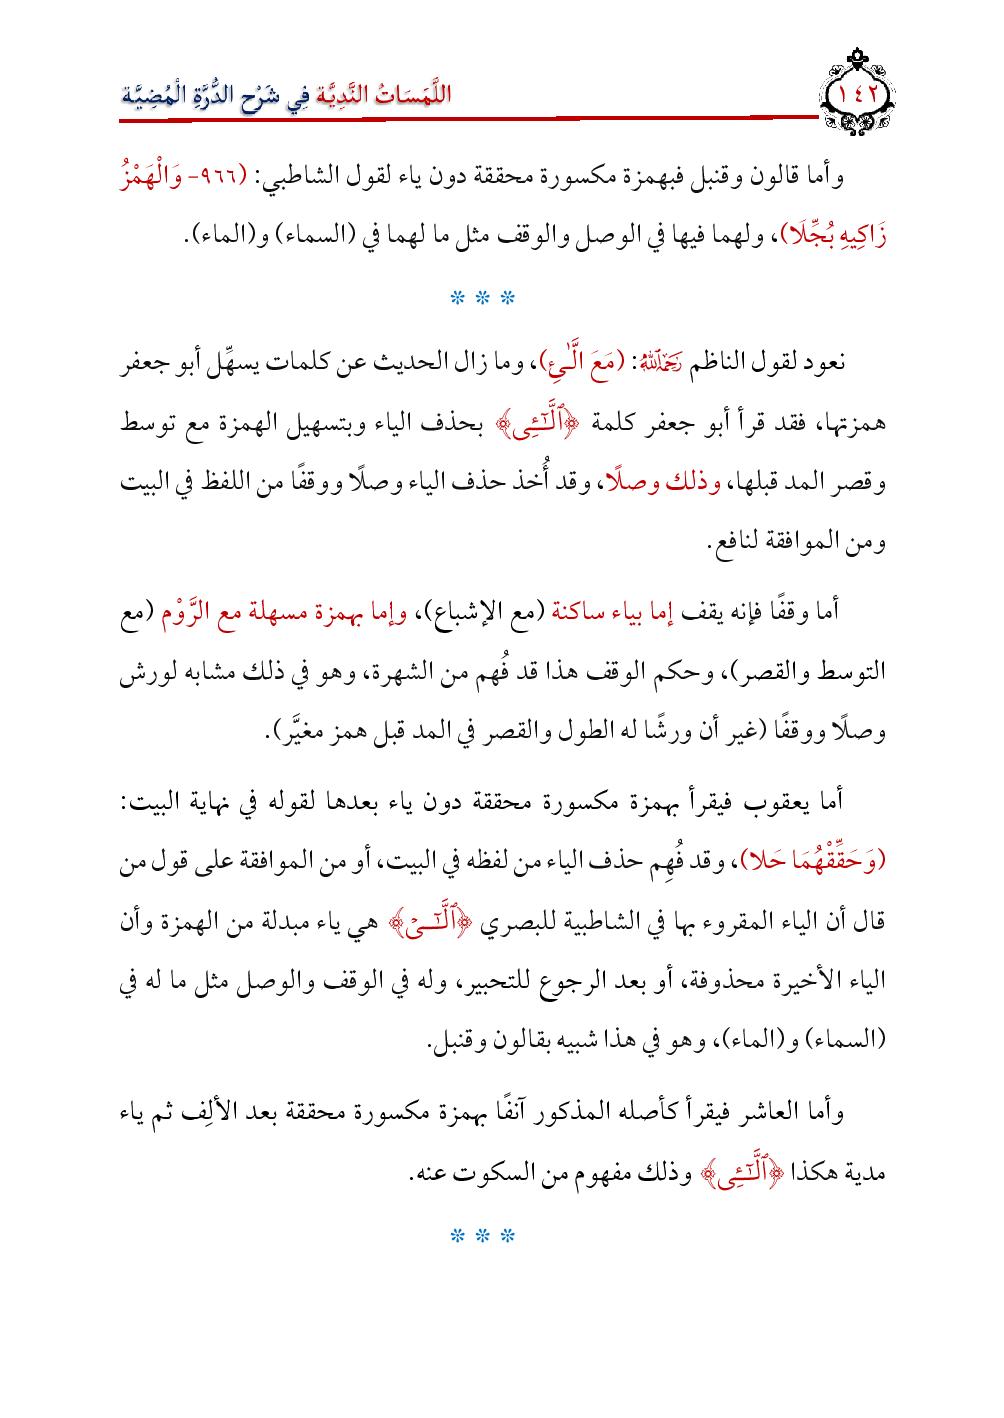 ١٤٢
اللَّمَسَاتُ النَّدِيَّة فِي شَرْح الدُّرَّةِ الْمُضِيَّة
وأما قالون وقنبل فبهمزة مكسورة محققة دون ياء لقول الشاطبي: (٩٦٦- وَالْهَمْزُ
زَاكِيهِ بُجِّلَا)، ولهما فيها في الوصل والوقف مثل ما لهما في (السماء) و(الماء).
* * *
نعود لقول الناظم رَحِمَهُ ٱللَّهُ: (مَعَ الَّٰئِ)، وما زال الحديث عن كلمات يسهِّل أبو جعفر
همزتها، فقد قرأ أبو جعفر كلمة ﴿ٱلَّٰٓـِٔي﴾ بحذف الياء وبتسهيل الهمزة مع توسط
وقصر المد قبلها، وذلك وصلًا، وقد أُخذ حذف الياء وصلًا ووقفًا من اللفظ في البيت
ومن الموافقة لنافع.
أما وقفًا فإنه يقف إما بياء ساكنة (مع الإشباع)، وإما بهمزة مسهلة مع الرَّوْم (مع
التوسط والقصر)، وحكم الوقف هذا قد فُهم من الشهرة، وهو في ذلك مشابه لورش
وصلًا ووقفًا (غير أن ورشًا له الطول والقصر في المد قبل همز مغيَّر).
أما يعقوب فيقرأ بهمزة مكسورة محققة دون ياء بعدها لقوله في نهاية البيت:
(وَحَقِّقْهُمَا حَلا)، وقد فُهِم حذف الياء من لفظه في البيت، أو من الموافقة على قول من
قال أن الياء المقروء بها في الشاطبية للبصري ﴿ٱلَّٰٓـيۡ﴾ هي ياء مبدلة من الهمزة وأن
الياء الأخيرة محذوفة، أو بعد الرجوع للتحبير، وله في الوقف والوصل مثل ما له في
(السماء) و(الماء)، وهو في هذا شبيه بقالون وقنبل.
وأما العاشر فيقرأ كأصله المذكور آنفًا بهمزة مكسورة محققة بعد الألِف ثم ياء
مدية هكذا ﴿ٱلَّٰٓـِٔي﴾ وذلك مفهوم من السكوت عنه.
* * *